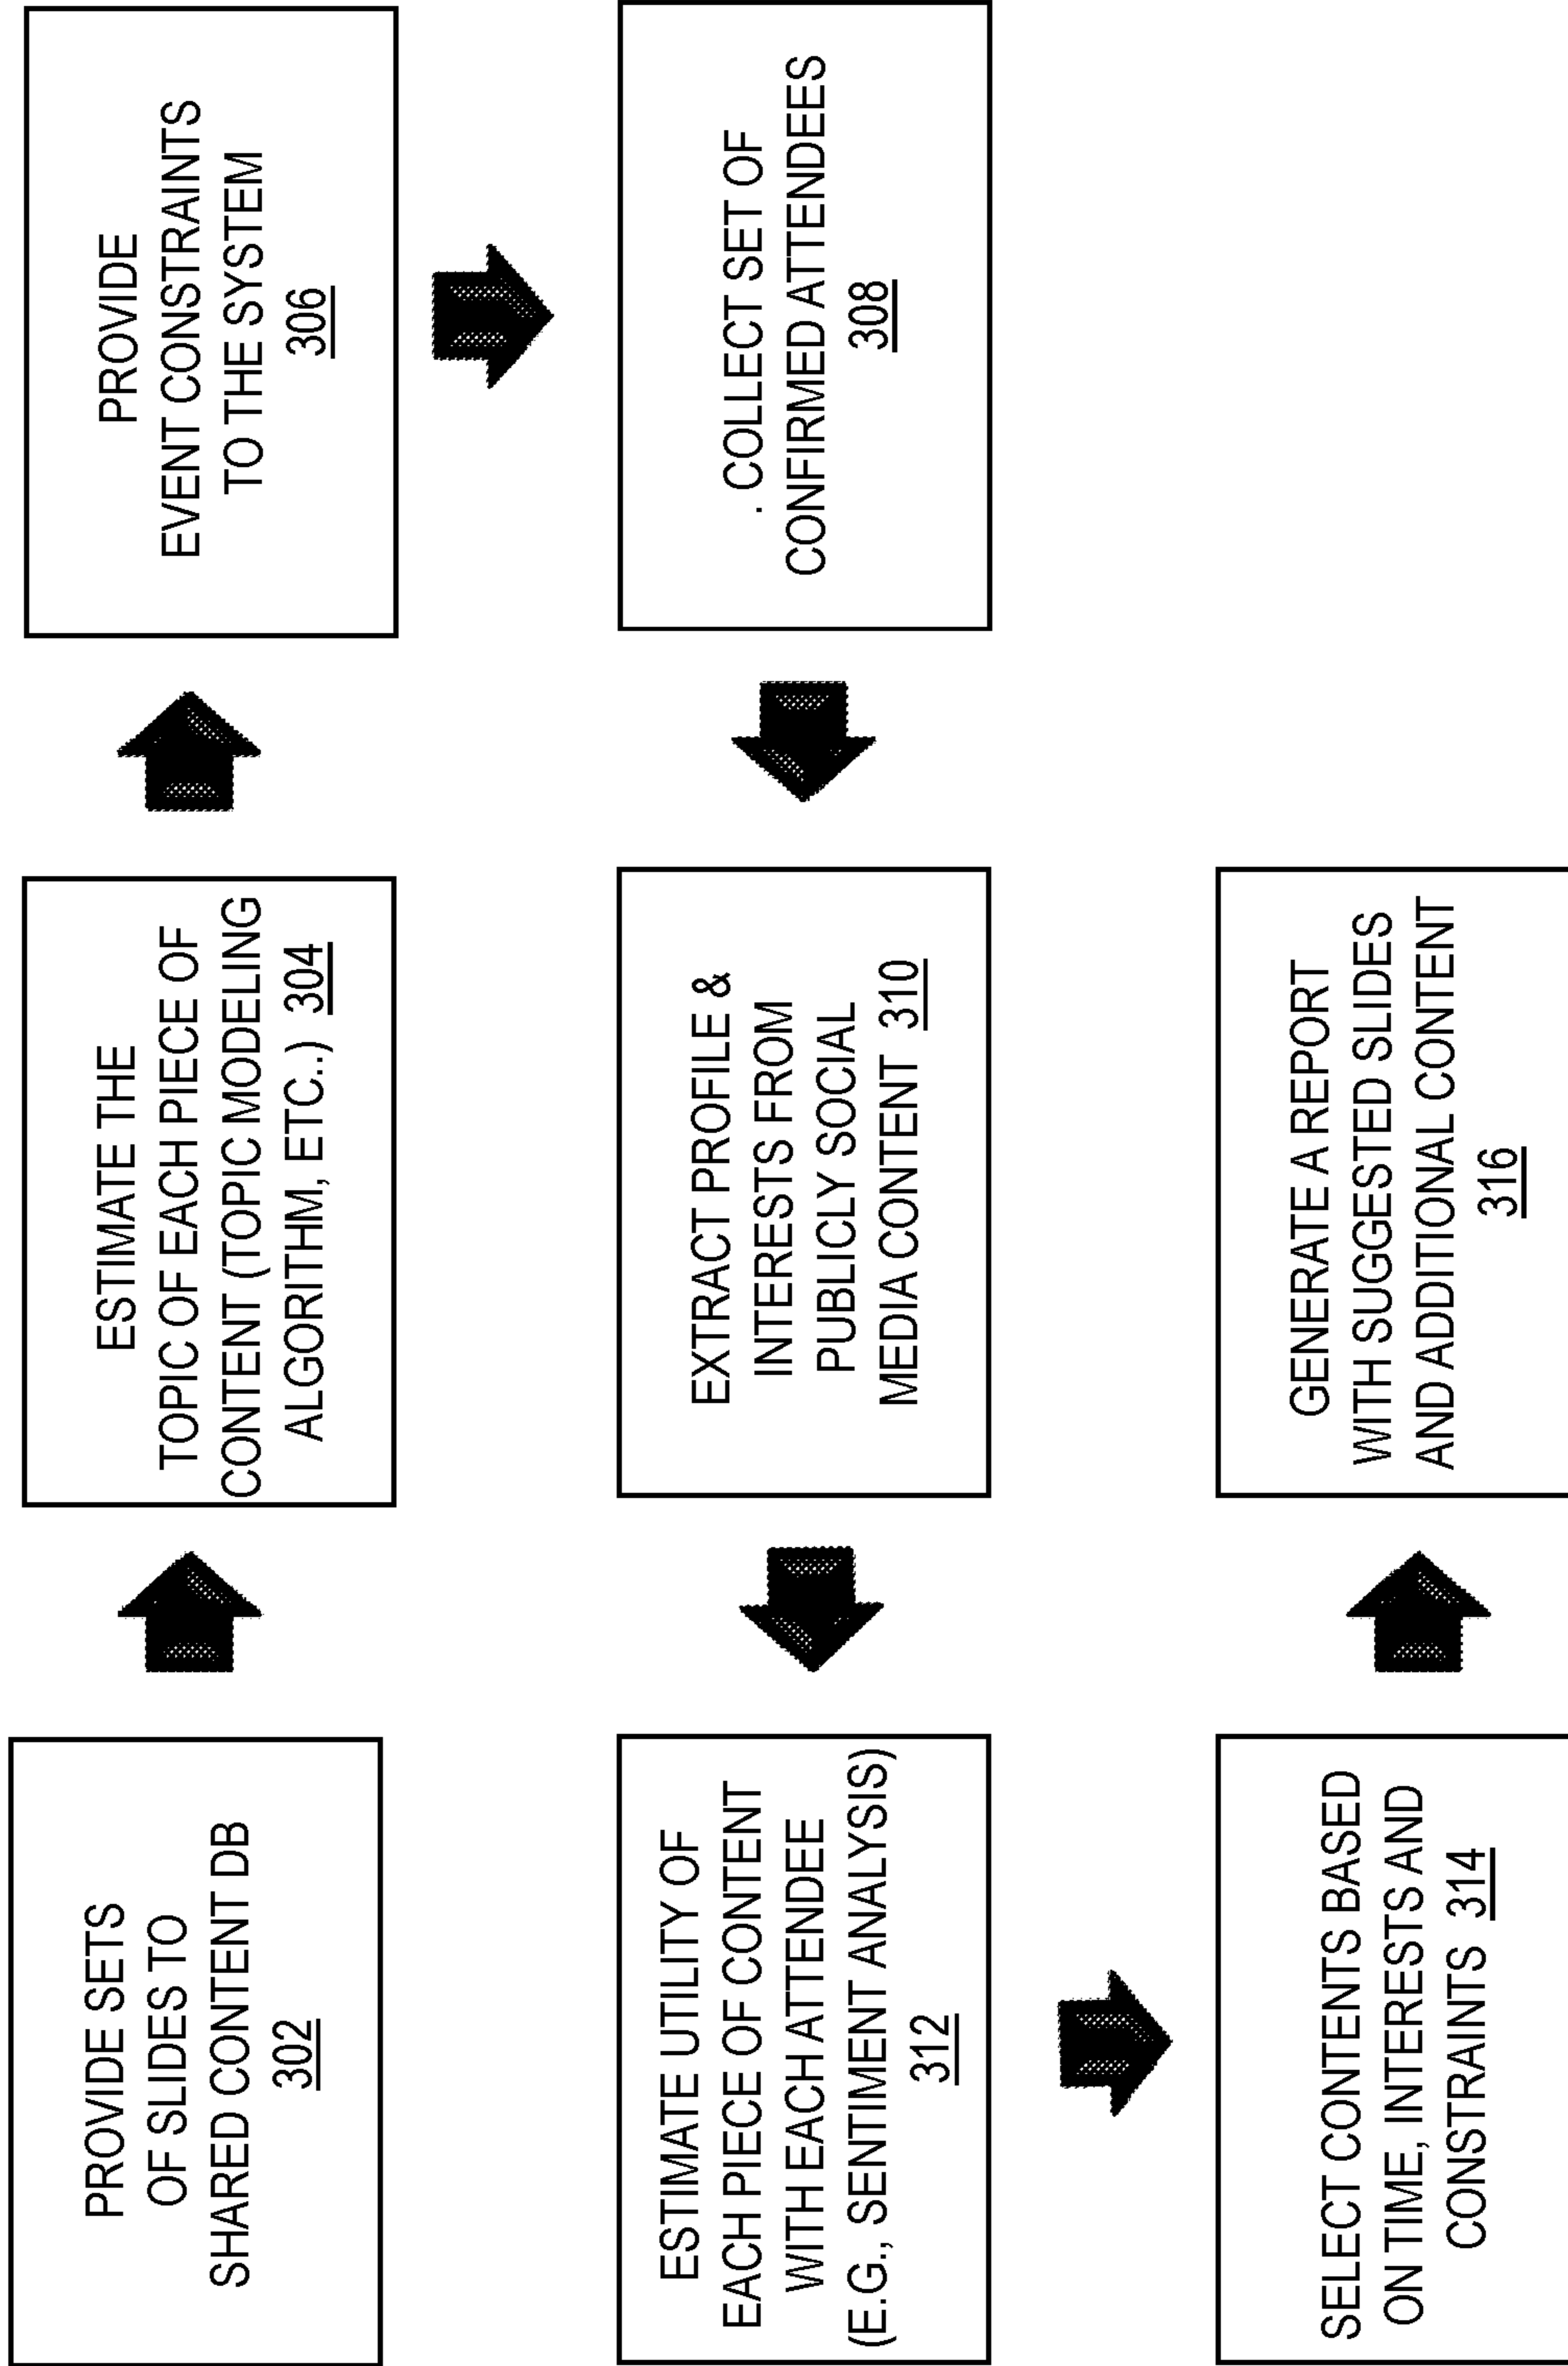 PROVIDE SETS
OF SLIDES TO
SHARED CONTENT DB
302
ESTIMATE THE
TOPIC OF EACH PIECE OF
CONTENT (TOPIC MODELING
ALGORITHM, ETC..) 304
PROVIDE
EVENT CONSTRAINTS
TO THE SYSTEM
306
. COLLECT SET OF
CONFIRMED ATTENDEES
308
EXTRACT PROFILE &
INTERESTS FROM
PUBLICLY SOCIAL
MEDIA CONTENT 310
ESTIMATE UTILITY OF
EACH PIECE OF CONTENT
WITH EACH ATTENDEE
(E.G., SENTIMENT ANALYSIS)
312
SELECT CONTENTS BASED
ON TIME, INTERESTS AND
CONSTRAINTS 314
GENERATE A REPORT
WITH SUGGESTED SLIDES
AND ADDITIONAL CONTENT
316